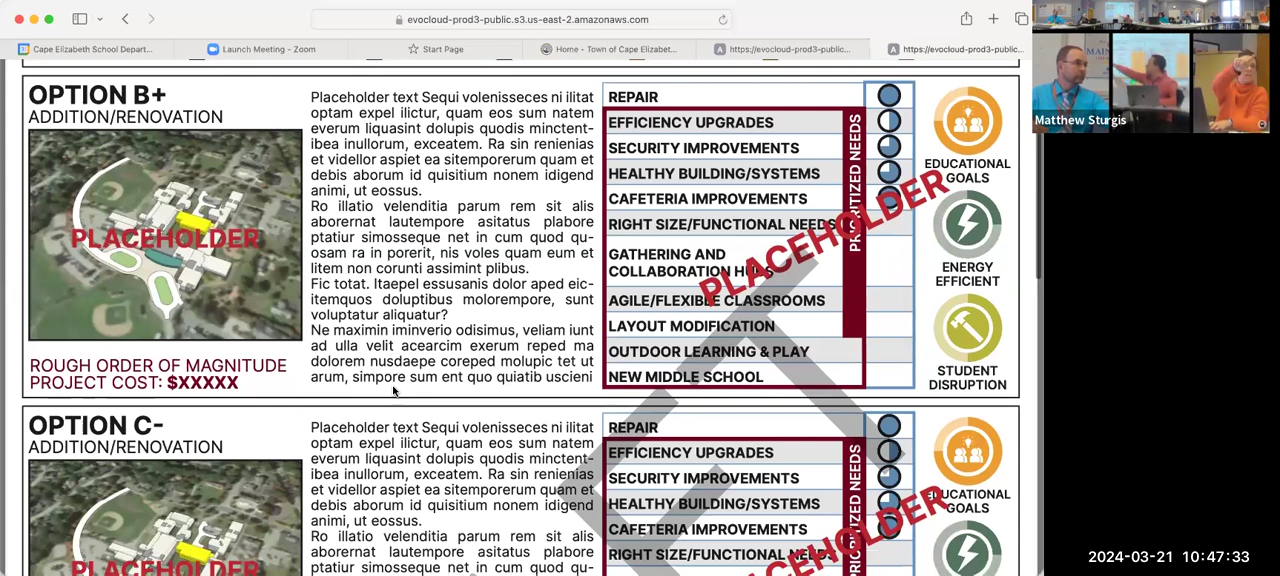 evocloud-prod3-public.s3.us-east-2.amazonaws.com
Cape Elizabeth School Depart...
Launch Meeting - Zoom
Start Page
Home - Town of Cape Elizabet...
https://evocloud-prod3-public...
https://evocloud-prod3-public...
Matthew Sturgis
OPTION B+
ADDITION/RENOVATION
PLACEHOLDER
ROUGH ORDER OF MAGNITUDE
PROJECT COST: $XXXXX
Placeholder text Sequi volenisseces ni ilitat
optam expel ilictur, quam eos sum natem
everum liquasint dolupis quodis minctent-
ibea inullorum, exceatem. Ra sin renienias
et videllor aspiet ea sitemporerum quam et
debis aborum id quisitium nonem idigend
animi, ut eossus.
Ro illatio velenditia parum rem sit alis
aborernat lautempore asitatus plabore
ptatiur simosseque net in cum quod qu-
osam ra in porerit, nis voles quam eum et
litem non corunti assimint plibus.
Fic totat. Itaepel essusanis dolor aped eic-
itemquos doluptibus molorempore, sunt
voluptatur aliquatur?
Ne maximin iminverio odisimus, veliam iunt
ad ulla velit acearcim exerum reped ma
dolorem nusdaepe coreped molupic tet ut
arum, simpore sum ent quo quiatib uscieni
REPAIR
EFFICIENCY UPGRADES
SECURITY IMPROVEMENTS
HEALTHY BUILDING/SYSTEMS
CAFETERIA IMPROVEMENTS
RIGHT SIZE/FUNCTIONAL NEEDS
GATHERING AND
COLLABORATION HUBS
AGILE/FLEXIBLE CLASSROOMS
LAYOUT MODIFICATION
OUTDOOR LEARNING & PLAY
NEW MIDDLE SCHOOL
PRIORITIZED NEEDS
PLACEHOLDER
EDUCATIONAL
GOALS
ENERGY
EFFICIENT
STUDENT
DISRUPTION
OPTION C-
ADDITION/RENOVATION
PLACEHOLDER
Placeholder text Sequi volenisseces ni ilitat
optam expel ilictur, quam eos sum natem
everum liquasint dolupis quodis minctent-
ibea inullorum, exceatem. Ra sin renienias
et videllor aspiet ea sitemporerum quam et
debis aborum id quisitium nonem idigend
animi, ut eossus.
Ro illatio velenditia parum rem sit alis
aborernat lautempore asitatus plabore
ptatiur simosseque net in cum quod qu-
REPAIR
EFFICIENCY UPGRADES
SECURITY IMPROVEMENTS
HEALTHY BUILDING/SYSTEMS
CAFETERIA IMPROVEMENTS
RIGHT SIZE/FUNCTIONAL NEEDS
PRIORITIZED NEEDS
PLACEHOLDER
EDUCATIONAL
GOALS
2024-03-21 10:47:33